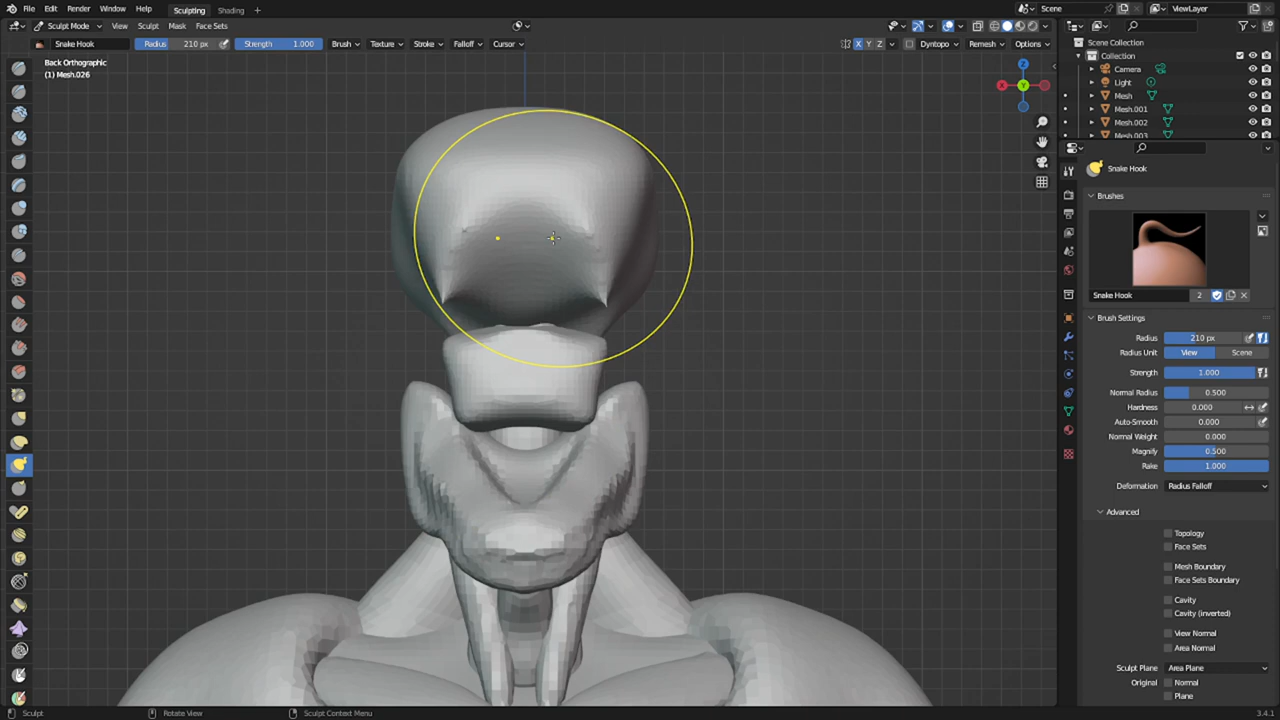 File Edit Render Window Help Sculpting Shading Scene ViewLayer
Sculpt Mode View Sculpt Mask Face Sets
Snake Hook Radius 210 px Strength 1.000 Brush Texture Stroke Falloff Cursor X Y Z Dyntopo Remesh Options
Back Orthographic
(1) Mesh.026
Z
X
Y
Scene Collection
Collection
Camera
Light
Mesh
Mesh.001
Mesh.002
Mesh.003
Snake Hook
Brushes
Snake Hook 2
Brush Settings
Radius 210 px
Radius Unit View Scene
Strength 1.000
Normal Radius 0.500
Hardness 0.000
Auto-Smooth 0.000
Normal Weight 0.000
Magnify 0.500
Rake 1.000
Deformation Radius Falloff
Advanced
Topology
Face Sets
Mesh Boundary
Face Sets Boundary
Cavity
Cavity (inverted)
View Normal
Area Normal
Sculpt Plane Area Plane
Original Normal
Plane
Sculpt Rotate View Sculpt Context Menu 3.4.1